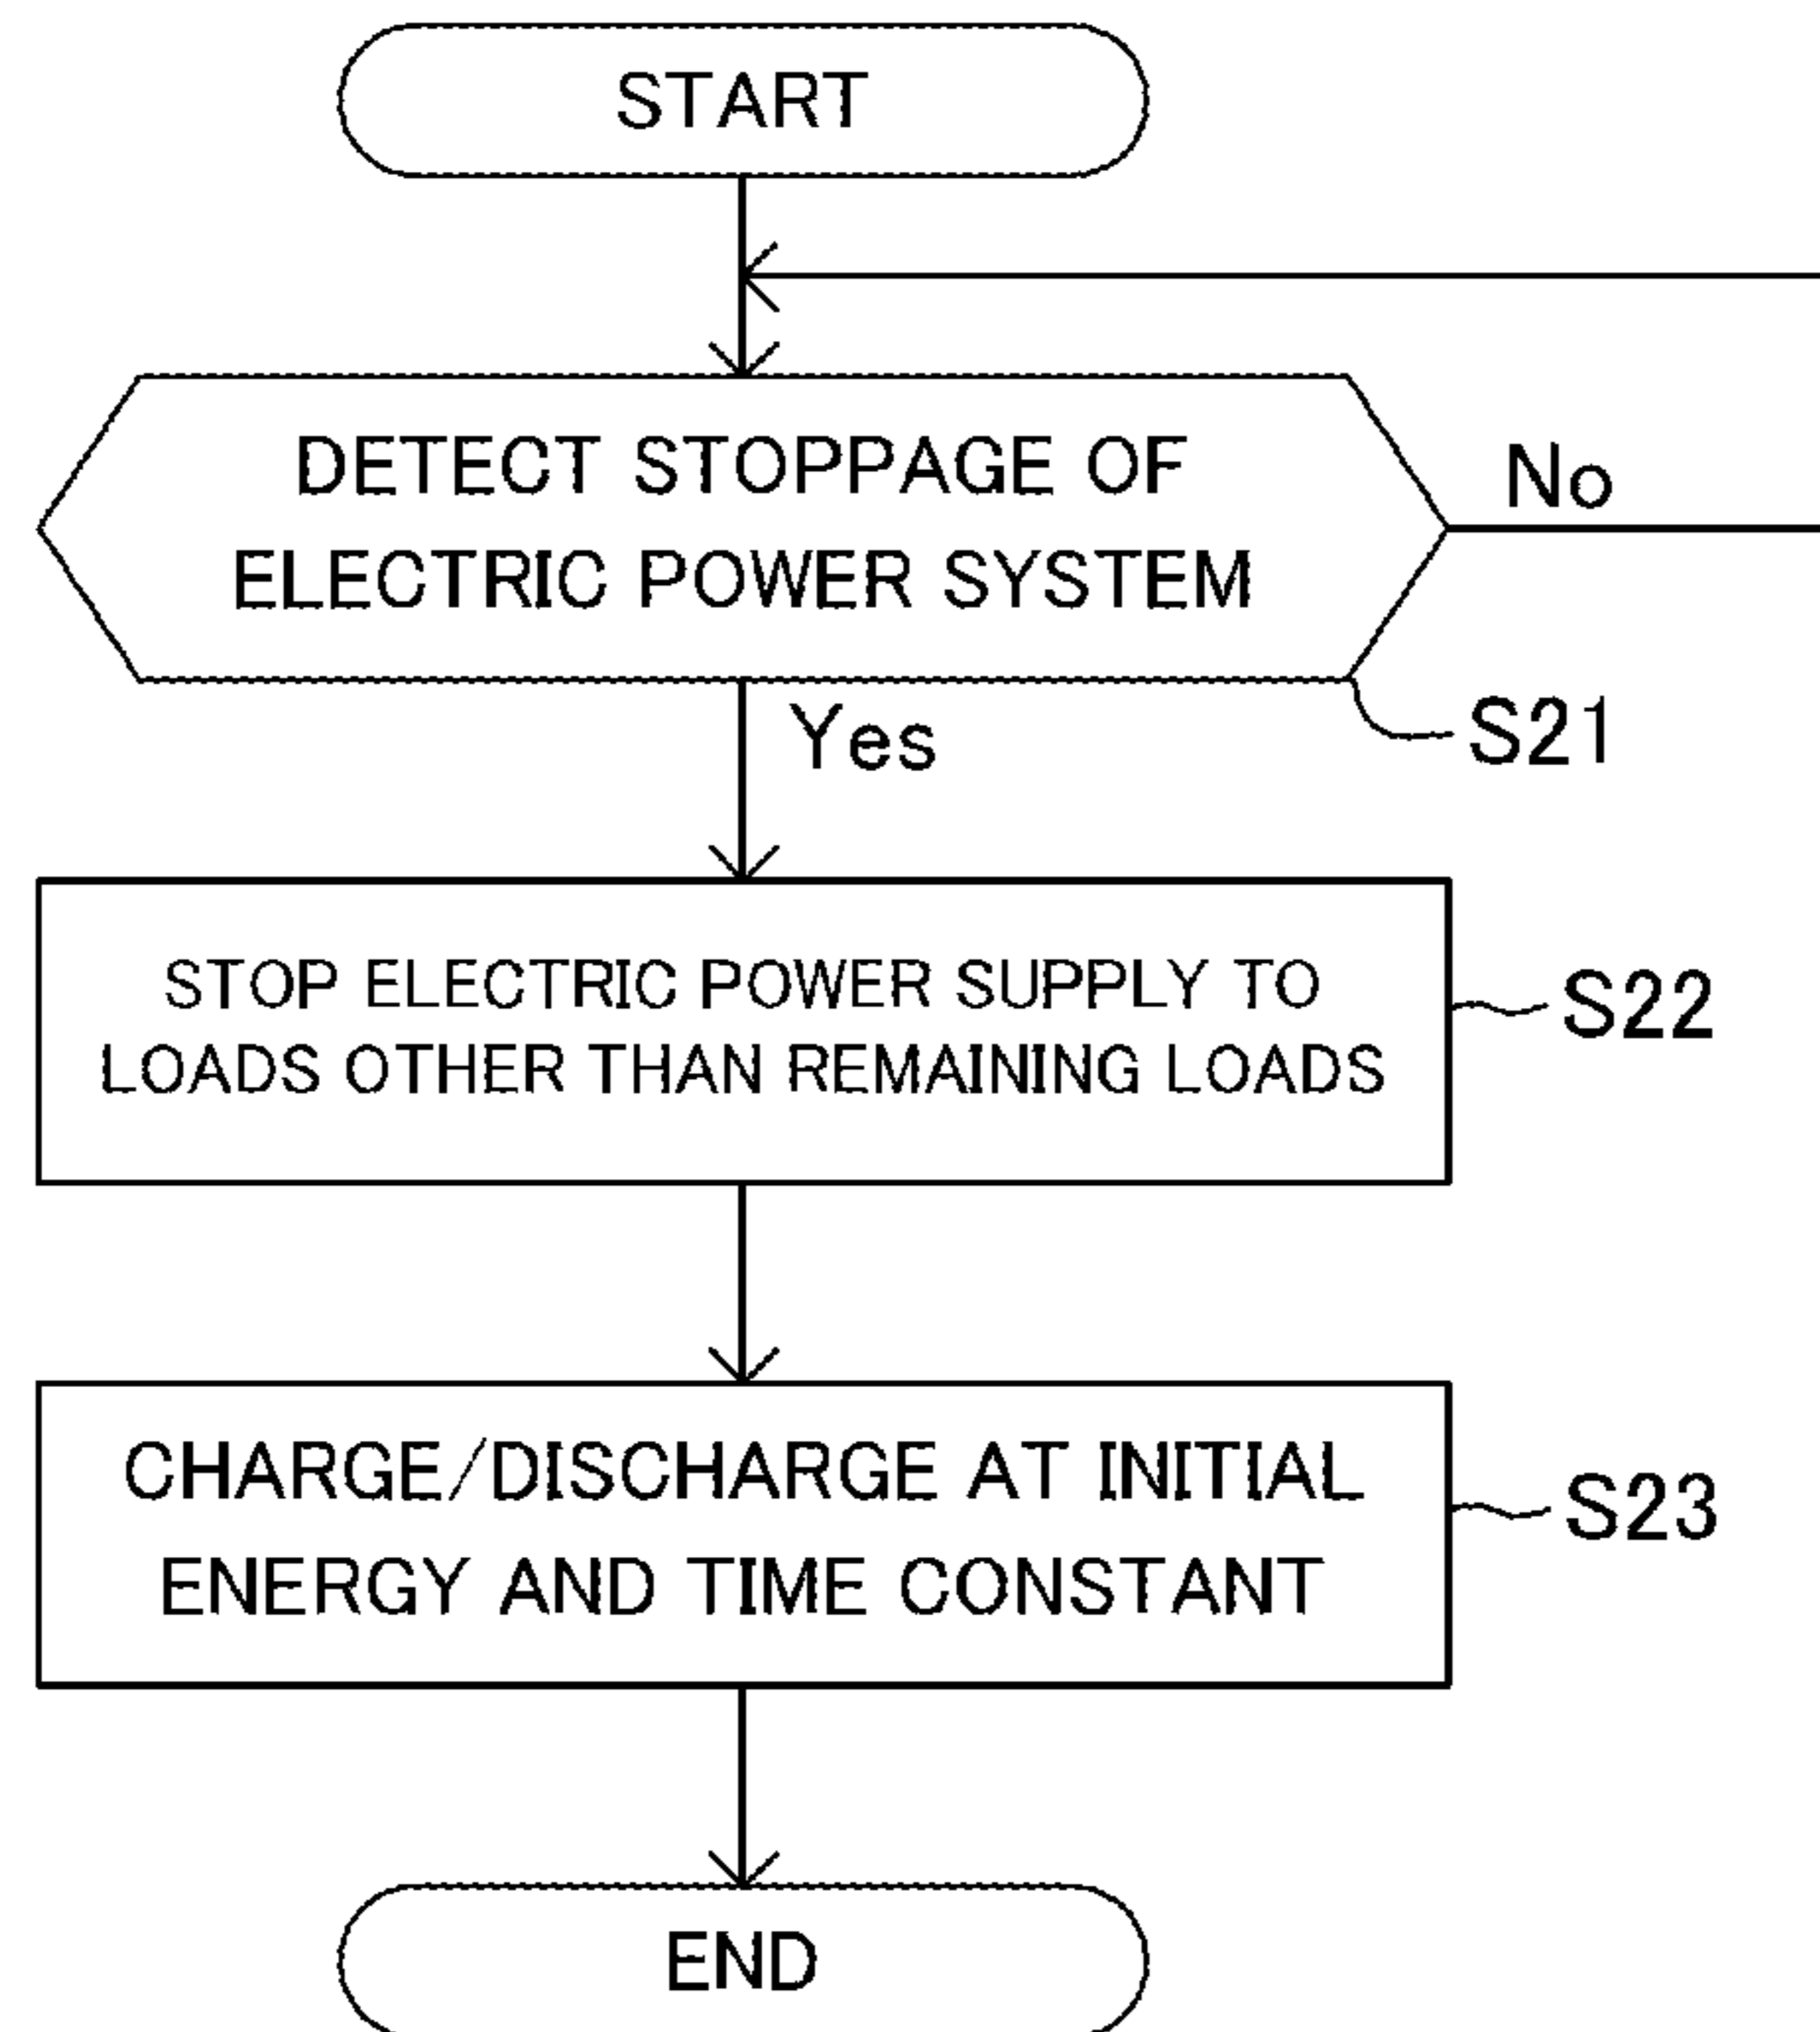 START
DETECT STOPPAGE OF
ELECTRIC POWER SYSTEM
No
Yes
S21
STOP ELECTRIC POWER SUPPLY TO
LOADS OTHER THAN REMAINING LOADS
S22
CHARGE/DISCHARGE AT INITIAL
ENERGY AND TIME CONSTANT
S23
END